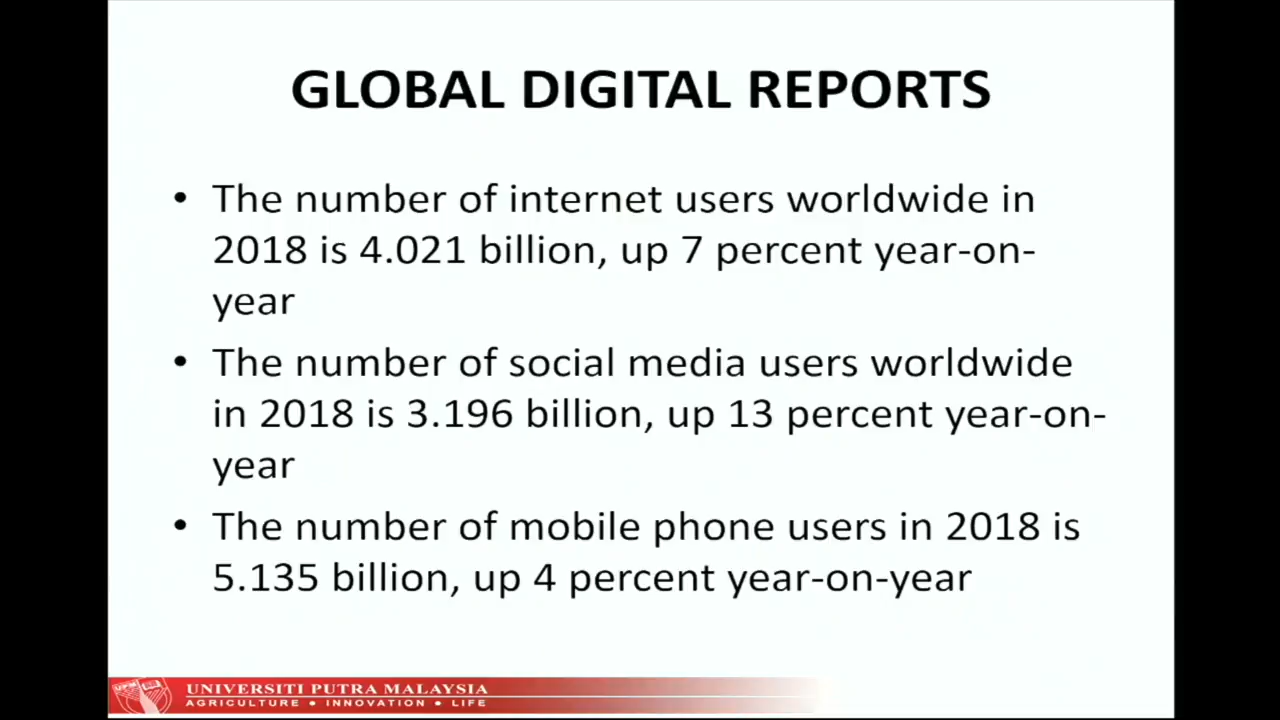 GLOBAL DIGITAL REPORTS
• The number of internet users worldwide in
2018 is 4.021 billion, up 7 percent year-on-
year
• The number of social media users worldwide
in 2018 is 3.196 billion, up 13 percent year-on-
year
• The number of mobile phone users in 2018 is
5.135 billion, up 4 percent year-on-year
UPM
UNIVERSITI PUTRA MALAYSIA
AGRICULTURE • INNOVATION • LIFE